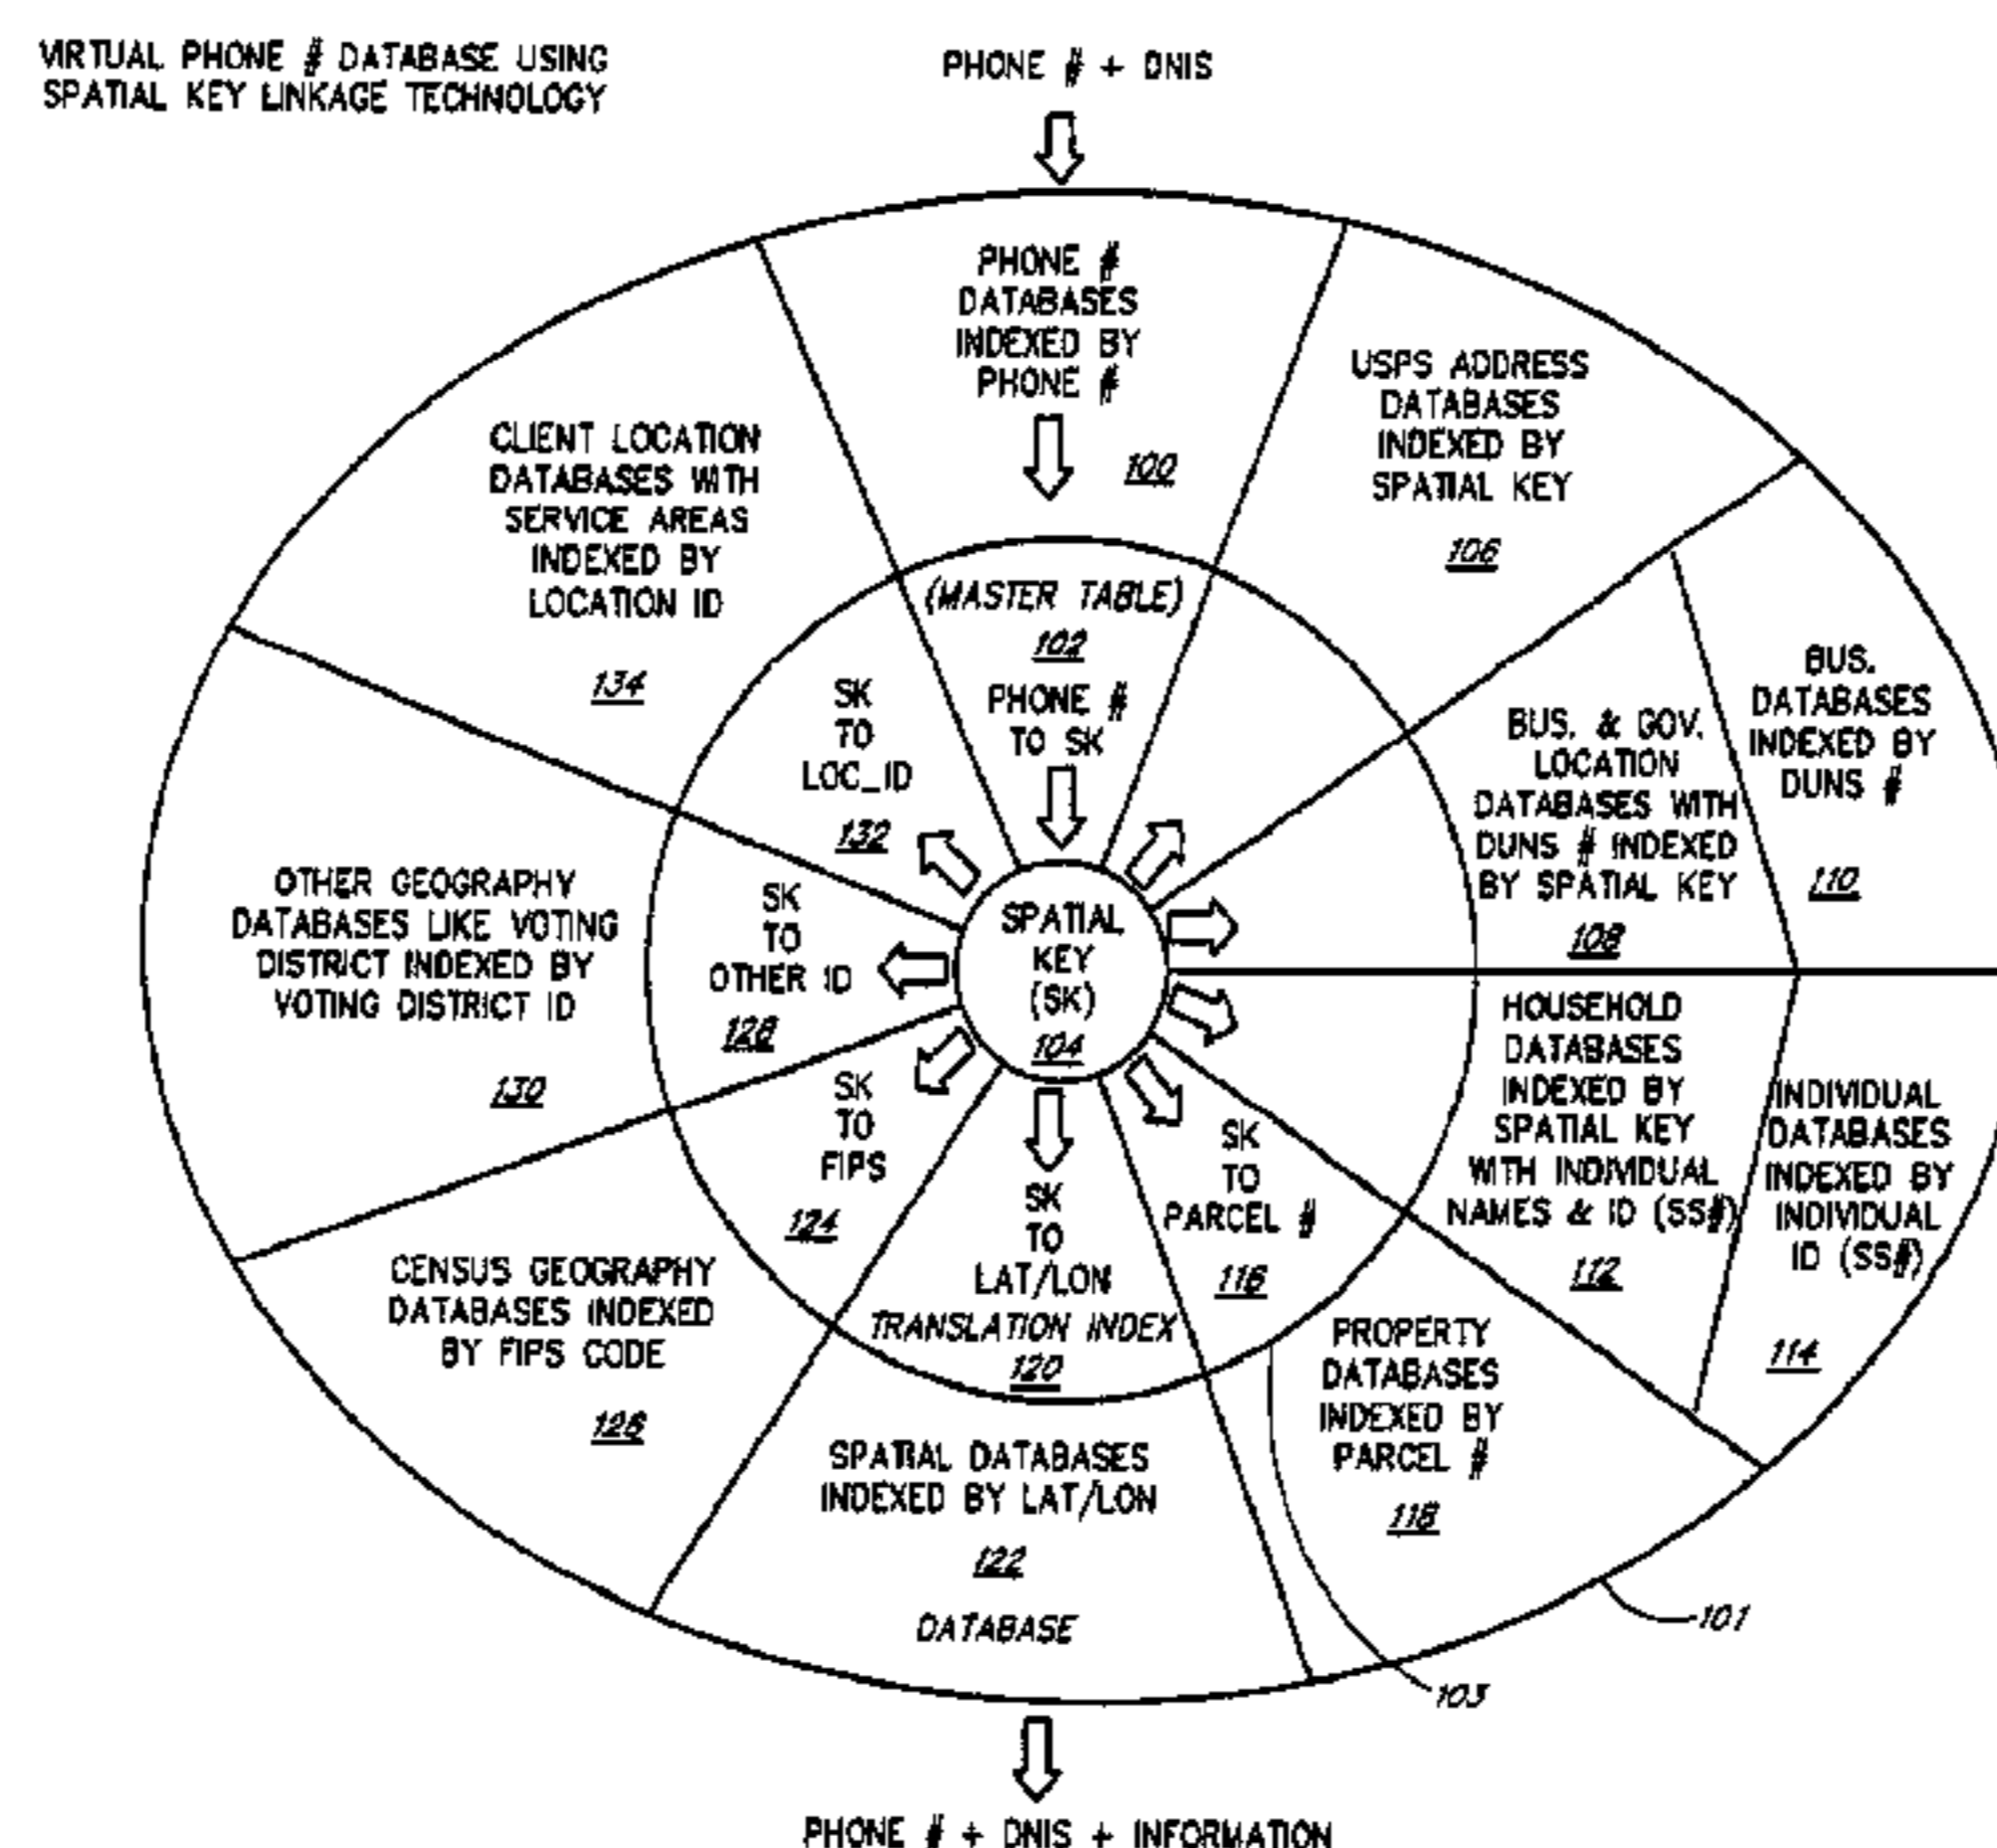 VIRTUAL PHONE # DATABASE USING
SPATIAL KEY LINKAGE TECHNOLOGY
PHONE # + DNIS
PHONE #
DATABASES
INDEXED BY
PHONE #
100
USPS ADDRESS
DATABASES
INDEXED BY
SPATIAL KEY
106
CLIENT LOCATION
DATABASES WITH
SERVICE AREAS
INDEXED BY
LOCATION ID
134
(MASTER TABLE)
102
PHONE #
TO SK
SK
TO
LOC_ID
132
BUS. & GOV.
LOCATION
DATABASES WITH
DUNS # INDEXED
BY SPATIAL KEY
108
BUS.
DATABASES
INDEXED BY
DUNS #
110
OTHER GEOGRAPHY
DATABASES LIKE VOTING
DISTRICT INDEXED BY
VOTING DISTRICT ID
130
SK
TO
OTHER ID
128
SPATIAL
KEY
(SK)
104
HOUSEHOLD
DATABASES
INDEXED BY
SPATIAL KEY
WITH INDIVIDUAL
NAMES & ID (SS#)
112
INDIVIDUAL
DATABASES
INDEXED BY
INDIVIDUAL
ID (SS#)
114
SK
TO
FIPS
124
SK
TO
LAT/LON
TRANSLATION INDEX
120
SK
TO
PARCEL #
116
CENSUS GEOGRAPHY
DATABASES INDEXED
BY FIPS CODE
126
SPATIAL DATABASES
INDEXED BY LAT/LON
122
DATABASE
PROPERTY
DATABASES
INDEXED BY
PARCEL #
118
101
103
PHONE # + DNIS + INFORMATION